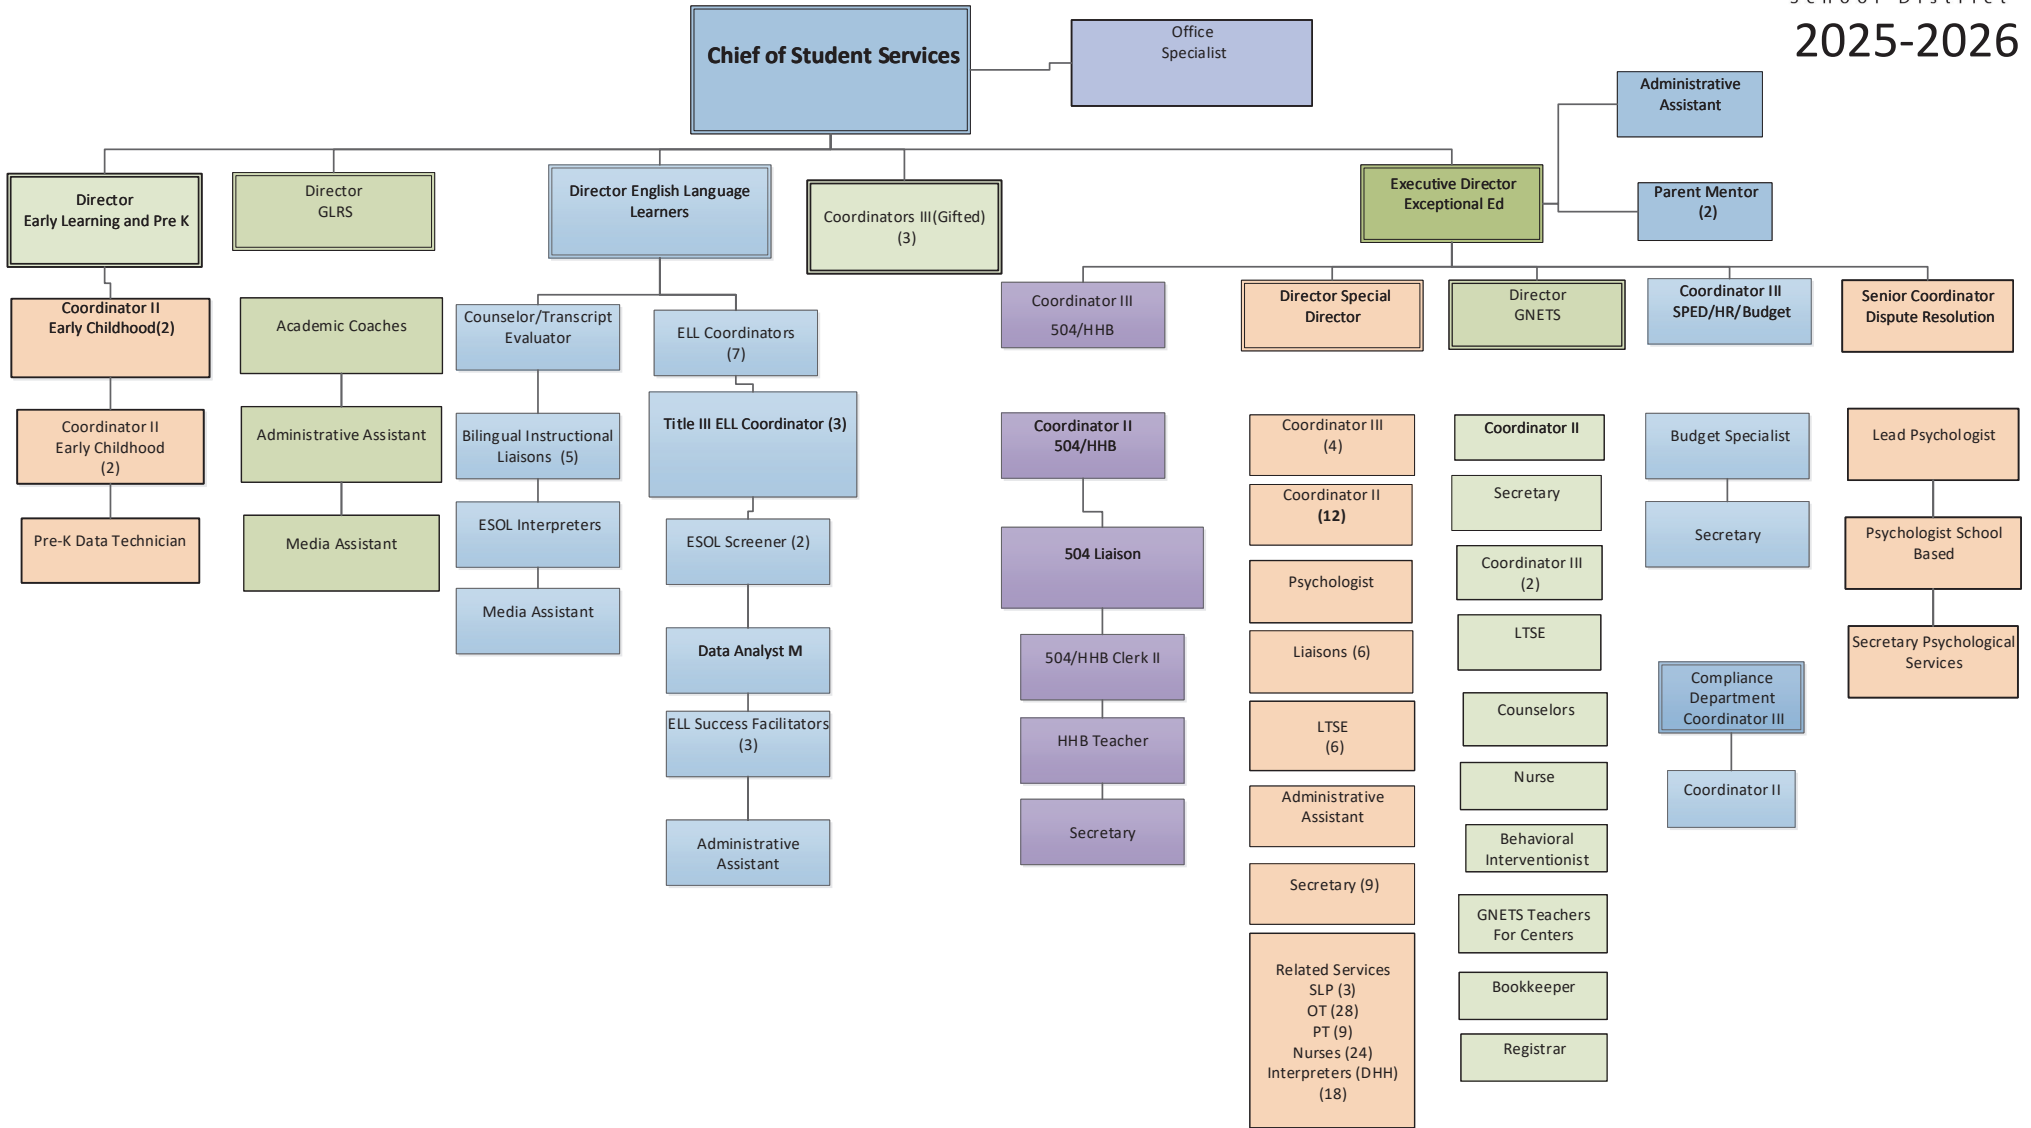 School District
2025-2026
Chief of Student Services
Office
Specialist
Administrative
Assistant
Parent Mentor
(2)
Director
Early Learning and Pre K
Director
GLRS
Director English Language
Learners
Coordinators III(Gifted)
(3)
Executive Director
Exceptional Ed
Coordinator II
Early Childhood(2)
Coordinator II
Early Childhood
(2)
Pre-K Data Technician
Academic Coaches
Administrative Assistant
Media Assistant
Counselor/Transcript
Evaluator
Bilingual Instructional
Liaisons (5)
ESOL Interpreters
Media Assistant
ELL Coordinators
(7)
Title III ELL Coordinator (3)
ESOL Screener (2)
Data Analyst M
ELL Success Facilitators
(3)
Administrative
Assistant
Coordinator III
504/HHB
Coordinator II
504/HHB
504 Liaison
504/HHB Clerk II
HHB Teacher
Secretary
Director Special
Director
Coordinator III
(4)
Coordinator II
(12)
Psychologist
Liaisons (6)
LTSE
(6)
Administrative
Assistant
Secretary (9)
Related Services
SLP (3)
OT (28)
PT (9)
Nurses (24)
Interpreters (DHH)
(18)
Director
GNETS
Coordinator II
Secretary
Coordinator III
(2)
LTSE
Counselors
Nurse
Behavioral
Interventionist
GNETS Teachers
For Centers
Bookkeeper
Registrar
Coordinator III
SPED/HR/Budget
Budget Specialist
Secretary
Compliance
Department
Coordinator III
Coordinator II
Senior Coordinator
Dispute Resolution
Lead Psychologist
Psychologist School
Based
Secretary Psychological
Services